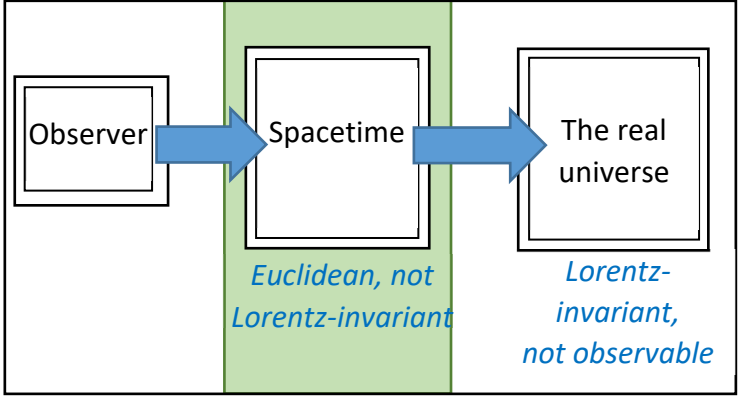 Observer
Spacetime
The real
universe
Euclidean, not
Lorentz-invariant
Lorentz-
invariant,
not observable